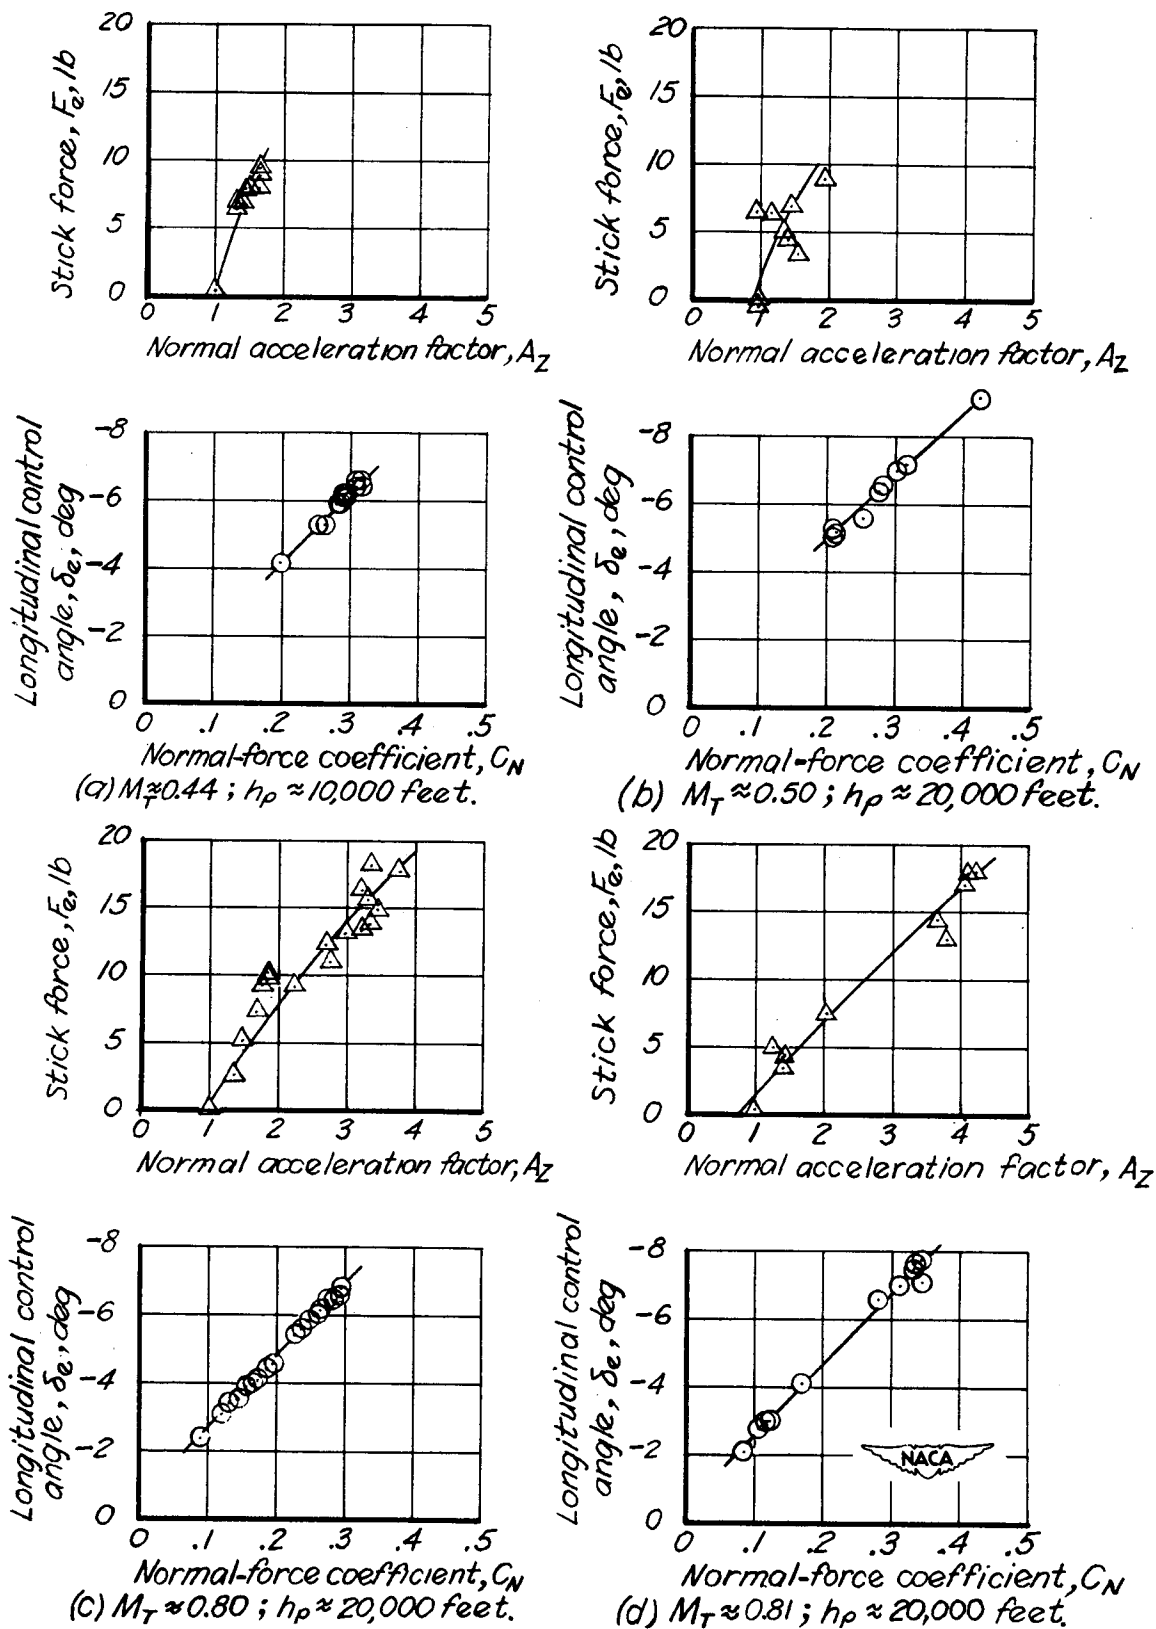 20
15
10
5
0
Stick force, Fe, lb
0 1 2 3 4 5
Normal acceleration factor, AZ
20
15
10
5
0
Stick force, Fe, lb
0 1 2 3 4 5
Normal acceleration factor, AZ
-8
-6
-4
-2
0
Longitudinal control
angle, δe, deg
0 .1 .2 .3 .4 .5
Normal-force coefficient, CN
(a) MT≈0.44 ; hp ≈ 10,000 feet.
-8
-6
-4
-2
0
Longitudinal control
angle, δe, deg
0 .1 .2 .3 .4 .5
Normal-force coefficient, CN
(b) MT ≈ 0.50 ; hp ≈ 20,000 feet.
20
15
10
5
0
Stick force, Fe, lb
0 1 2 3 4 5
Normal acceleration factor, AZ
20
15
10
5
0
Stick force, Fe, lb
0 1 2 3 4 5
Normal acceleration factor, AZ
-8
-6
-4
-2
0
Longitudinal control
angle, δe, deg
0 .1 .2 .3 .4 .5
Normal-force coefficient, CN
(c) MT ≈ 0.80 ; hp ≈ 20,000 feet.
-8
-6
-4
-2
0
Longitudinal control
angle, δe, deg
NACA
0 .1 .2 .3 .4 .5
Normal-force coefficient, CN
(d) MT ≈ 0.81 ; hp ≈ 20,000 feet.